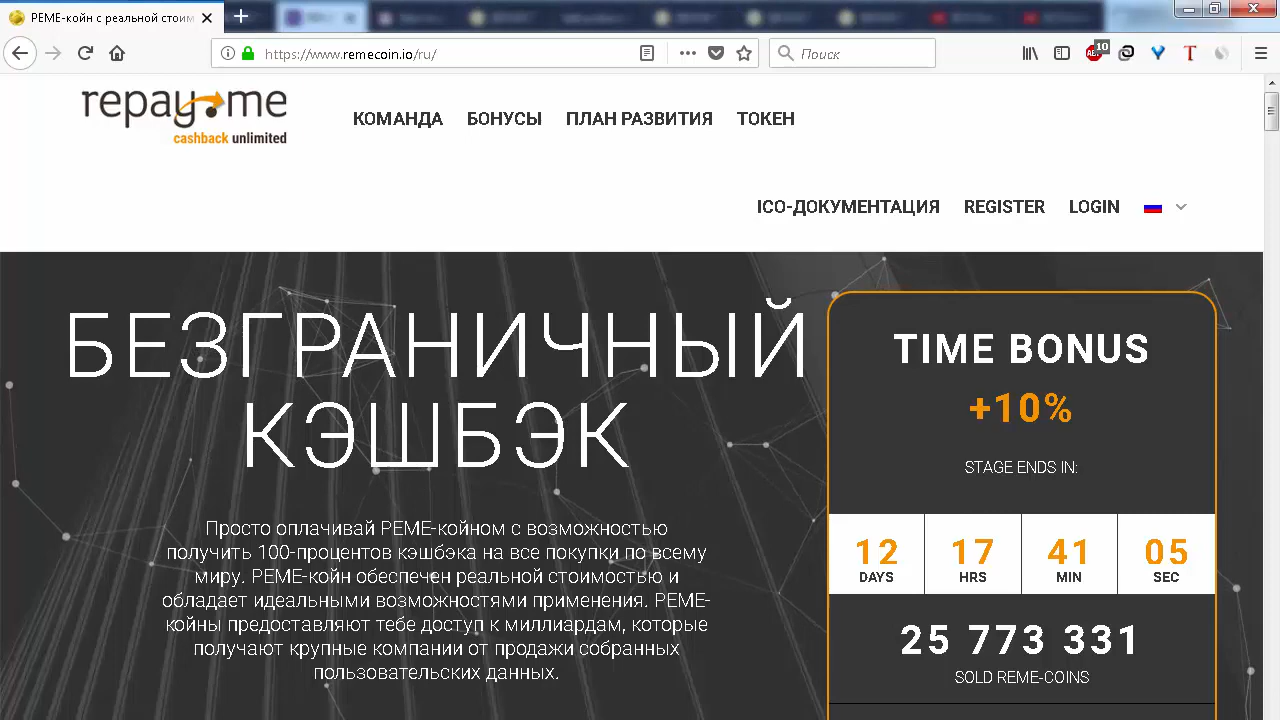 РЕМЕ-койн с реальной стоим
https://www.remecoin.io/ru/
Поиск
10
repay.me
cashback unlimited
КОМАНДА БОНУСЫ ПЛАН РАЗВИТИЯ ТОКЕН
ICO-ДОКУМЕНТАЦИЯ REGISTER LOGIN
БЕЗГРАНИЧНЫЙ
КЭШБЭК
Просто оплачивай РЕМЕ-койном с возможностью
получить 100-процентов кэшбэка на все покупки по всему
миру. РЕМЕ-койн обеспечен реальной стоимостью и
обладает идеальными возможностями применения. РЕМЕ-
койны предоставляют тебе доступ к миллиардам, которые
получают крупные компании от продажи собранных
пользовательских данных.
TIME BONUS
+10%
STAGE ENDS IN:
12 17 41 05
DAYS HRS MIN SEC
25 773 331
SOLD REME-COINS